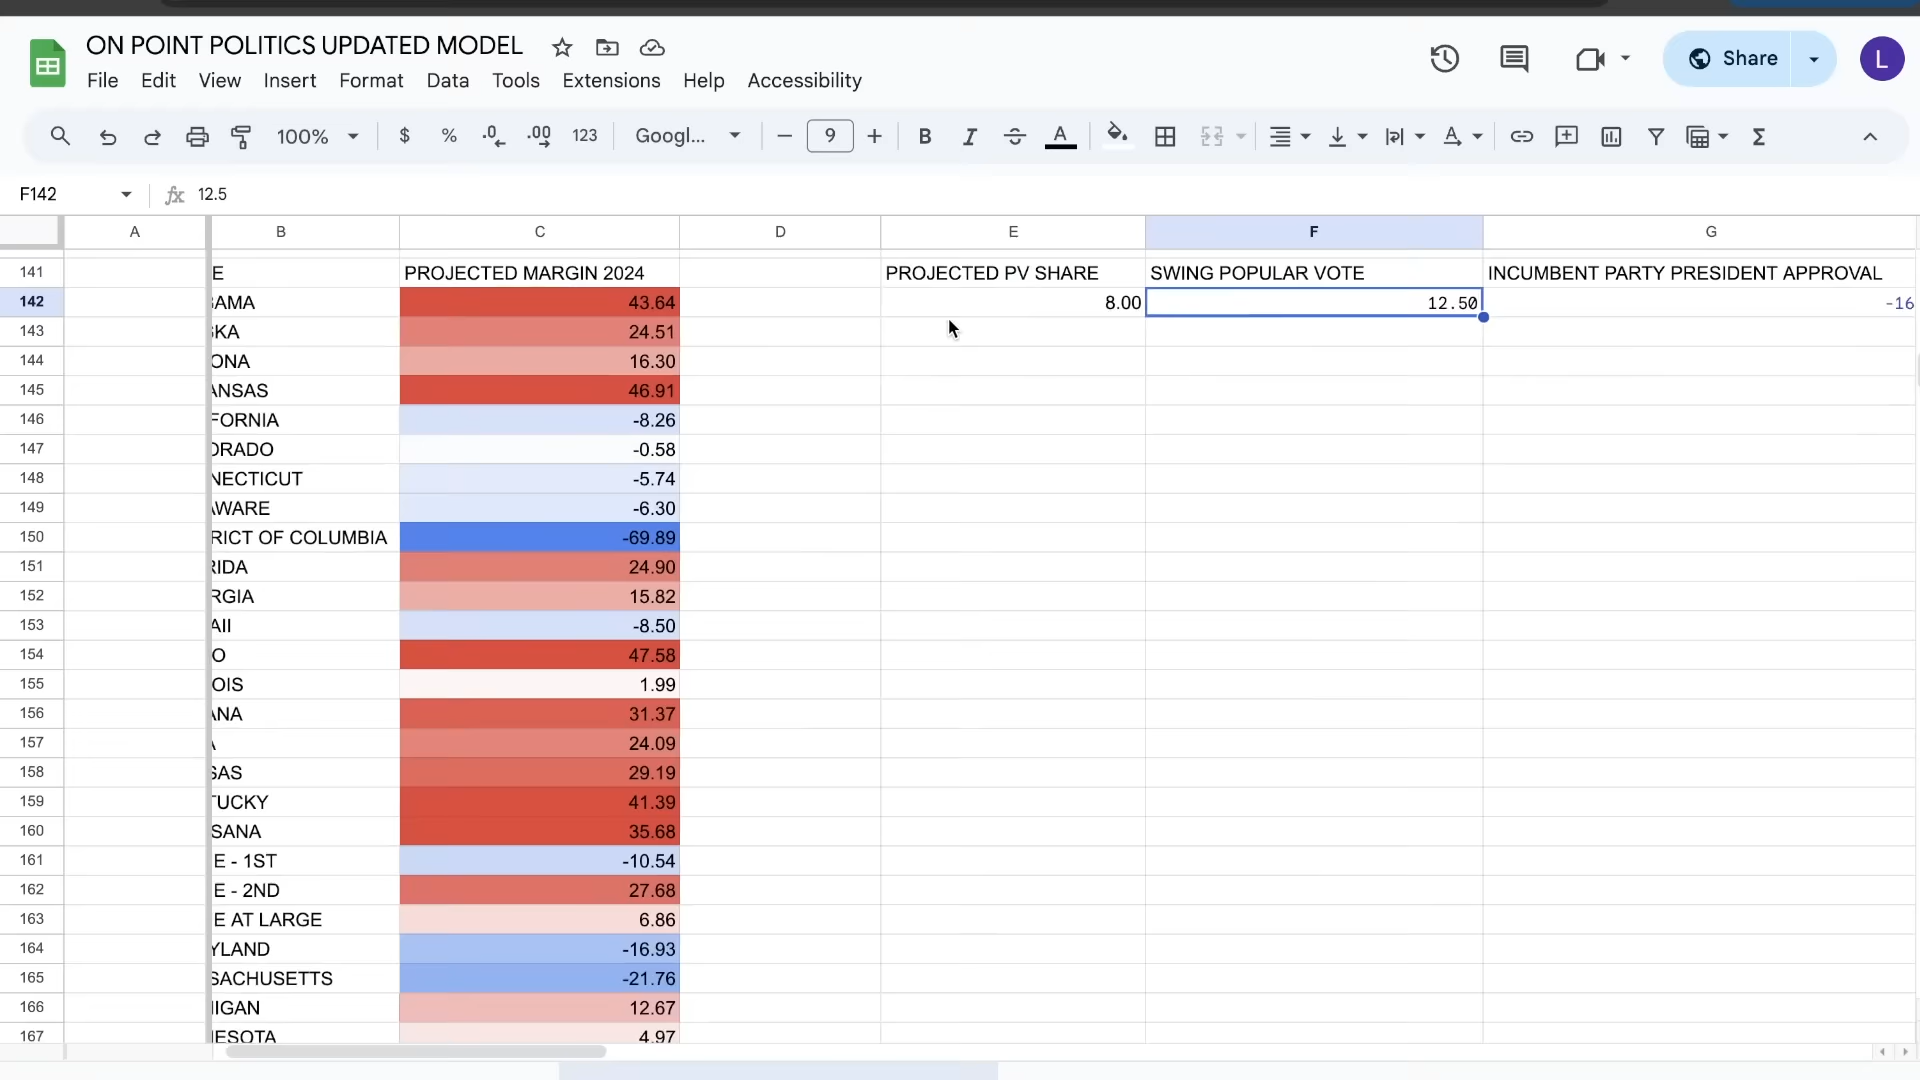 ON POINT POLITICS UPDATED MODEL
File Edit View Insert Format Data Tools Extensions Help Accessibility
Share
L
100% $ % .0 .00 123 Googl... 9 B I A Σ
F142 fx 12.5
A B C D E F G
141 E PROJECTED MARGIN 2024 PROJECTED PV SHARE SWING POPULAR VOTE INCUMBENT PARTY PRESIDENT APPROVAL
142 BAMA 43.64 8.00 12.50 -16
143 SKA 24.51
144 ONA 16.30
145 ANSAS 46.91
146 FORNIA -8.26
147 ORADO -0.58
148 NECTICUT -5.74
149 AWARE -6.30
150 RICT OF COLUMBIA -69.89
151 RIDA 24.90
152 RGIA 15.82
153 AII -8.50
154 O 47.58
155 OIS 1.99
156 ANA 31.37
157 A 24.09
158 SAS 29.19
159 TUCKY 41.39
160 SANA 35.68
161 E - 1ST -10.54
162 E - 2ND 27.68
163 E AT LARGE 6.86
164 YLAND -16.93
165 SACHUSETTS -21.76
166 IIGAN 12.67
167 IESOTA 4.97